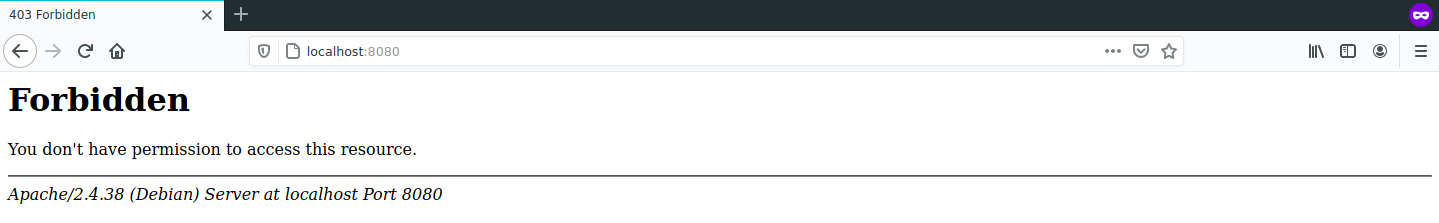 403 Forbidden
localhost:8080
Forbidden
You don't have permission to access this resource.
Apache/2.4.38 (Debian) Server at localhost Port 8080